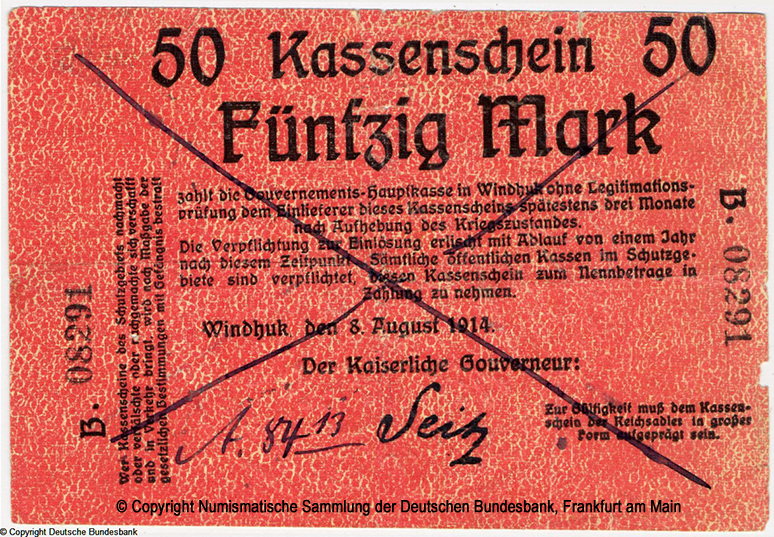 50 Kassenschein 50
Fünfzig Mark
zahlt die Gouvernements-Hauptkasse in Windhuk ohne Legitimations-
prüfung dem Einlieferer dieses Kassenscheins spätestens drei Monate
nach Aufhebung des Kriegszustandes.
Die Verpflichtung zur Einlösung erlischt mit Ablauf von einem Jahr
nach diesem Zeitpunkt. Sämtliche öffentlichen Kassen im Schutzge-
biete sind verpflichtet, diesen Kassenschein zum Nennbetrage in
Zahlung zu nehmen.
Windhuk, den 8. August 1914.
Der Kaiserliche Gouverneur:
Seitz
A. 8413
Zur Gültigkeit muß dem Kassen-
schein der Reichsadler in großer
Form aufgeprägt sein.
B. 08291
Wer Kassenscheine des Schutzgebiets nachmacht
oder verfälscht oder nachgemachte sich verschafft
und in Verkehr bringt, wird nach Maßgabe der
gesetzlichen Bestimmungen mit Gefängnis bestraft
B. 08291
© Copyright Numismatische Sammlung der Deutschen Bundesbank, Frankfurt am Main
© Copyright Deutsche Bundesbank